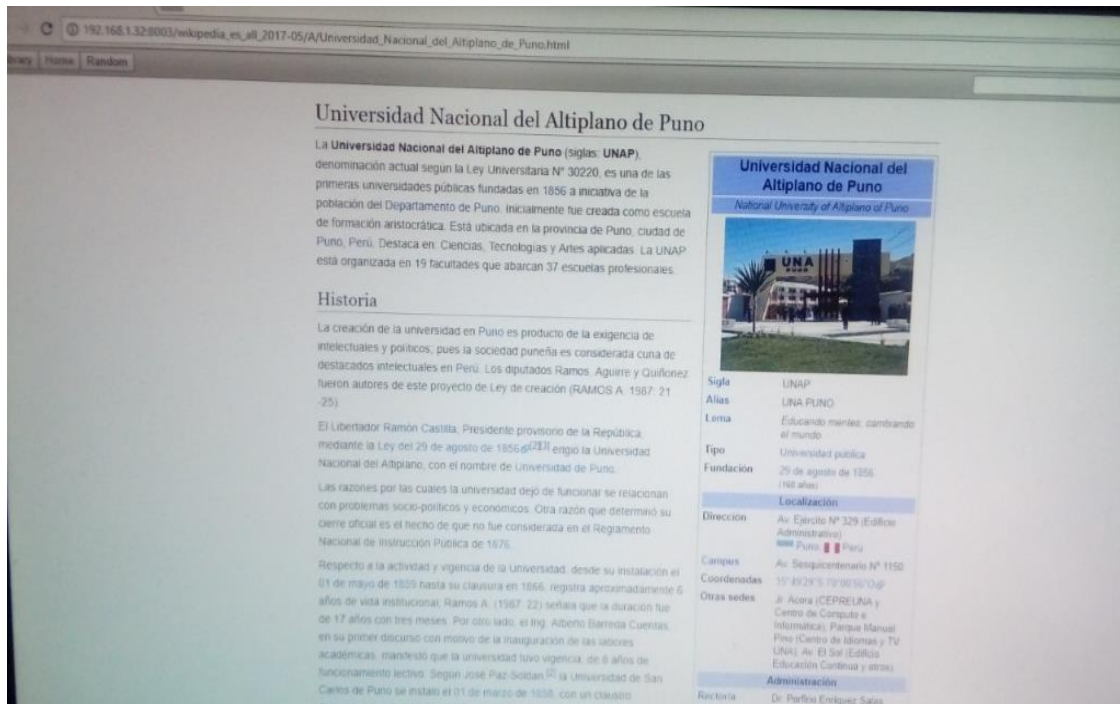 192.168.1.32:8003/wikipedia_es_all_2017-05/A/Universidad_Nacional_del_Altiplano_de_Puno.html
Home Random
Universidad Nacional del Altiplano de Puno
La Universidad Nacional del Altiplano de Puno (siglas: UNAP),
denominación actual según la Ley Universitaria N° 30220, es una de las
primeras universidades públicas fundadas en 1856 a iniciativa de la
población del Departamento de Puno. Inicialmente fue creada como escuela
de formación aristocrática. Está ubicada en la provincia de Puno, ciudad de
Puno, Perú. Destaca en: Ciencias, Tecnologías y Artes aplicadas. La UNAP
está organizada en 19 facultades que abarcan 37 escuelas profesionales.
Historia
La creación de la universidad en Puno es producto de la exigencia de
intelectuales y políticos; pues la sociedad puneña es considerada cuna de
destacados intelectuales en Perú. Los diputados Ramos, Aguirre y Quiñonez
fueron autores de este proyecto de Ley de creación (RAMOS A. 1987: 21
-25).
El Libertador Ramón Castilla, Presidente provisorio de la República,
mediante la Ley del 29 de agosto de 1856 [2][3] erigió la Universidad
Nacional del Altiplano, con el nombre de Universidad de Puno.
Las razones por las cuales la universidad dejó de funcionar se relacionan
con problemas socio-políticos y económicos. Otra razón que determinó su
cierre oficial es el hecho de que no fue considerada en el Reglamento
Nacional de Instrucción Pública de 1876.
Respecto a la actividad y vigencia de la Universidad, desde su instalación el
01 de mayo de 1859 hasta su clausura en 1866, registra aproximadamente 6
años de vida institucional; Ramos A. (1987: 22) señala que la duración fue
de 17 años con tres meses. Por otro lado, el Ing. Alberto Barreda Cuentas,
en su primer discurso con motivo de la inauguración de las labores
académicas, manifestó que la universidad tuvo vigencia, de 8 años de
funcionamiento lectivo. Según José Paz-Soldan [2] la Universidad de San
Carlos de Puno se instaló el 01 de marzo de 1858, con un claustro
Universidad Nacional del
Altiplano de Puno
National University of Altiplano of Puno
UNA
PUNO
Sigla UNAP
Alias UNA PUNO
Lema Educando mentes, cambiando
el mundo
Tipo Universidad pública
Fundación 29 de agosto de 1856
Localización
Dirección Av. Ejército N° 329 (Edificio
Administrativo)
Puno, Perú
Campus Av. Sesquicentenario N° 1150
Coordenadas
Otras sedes Jr. Acora (CEPREUNA y
Centro de Computo e
Informática), Parque Manuel
Pino (Centro de Idiomas y TV
UNA), Av. El Sol (Edificio
Educación Continua y otros).
Administración
Rectoría Dr. Porfirio Enriquez Salas